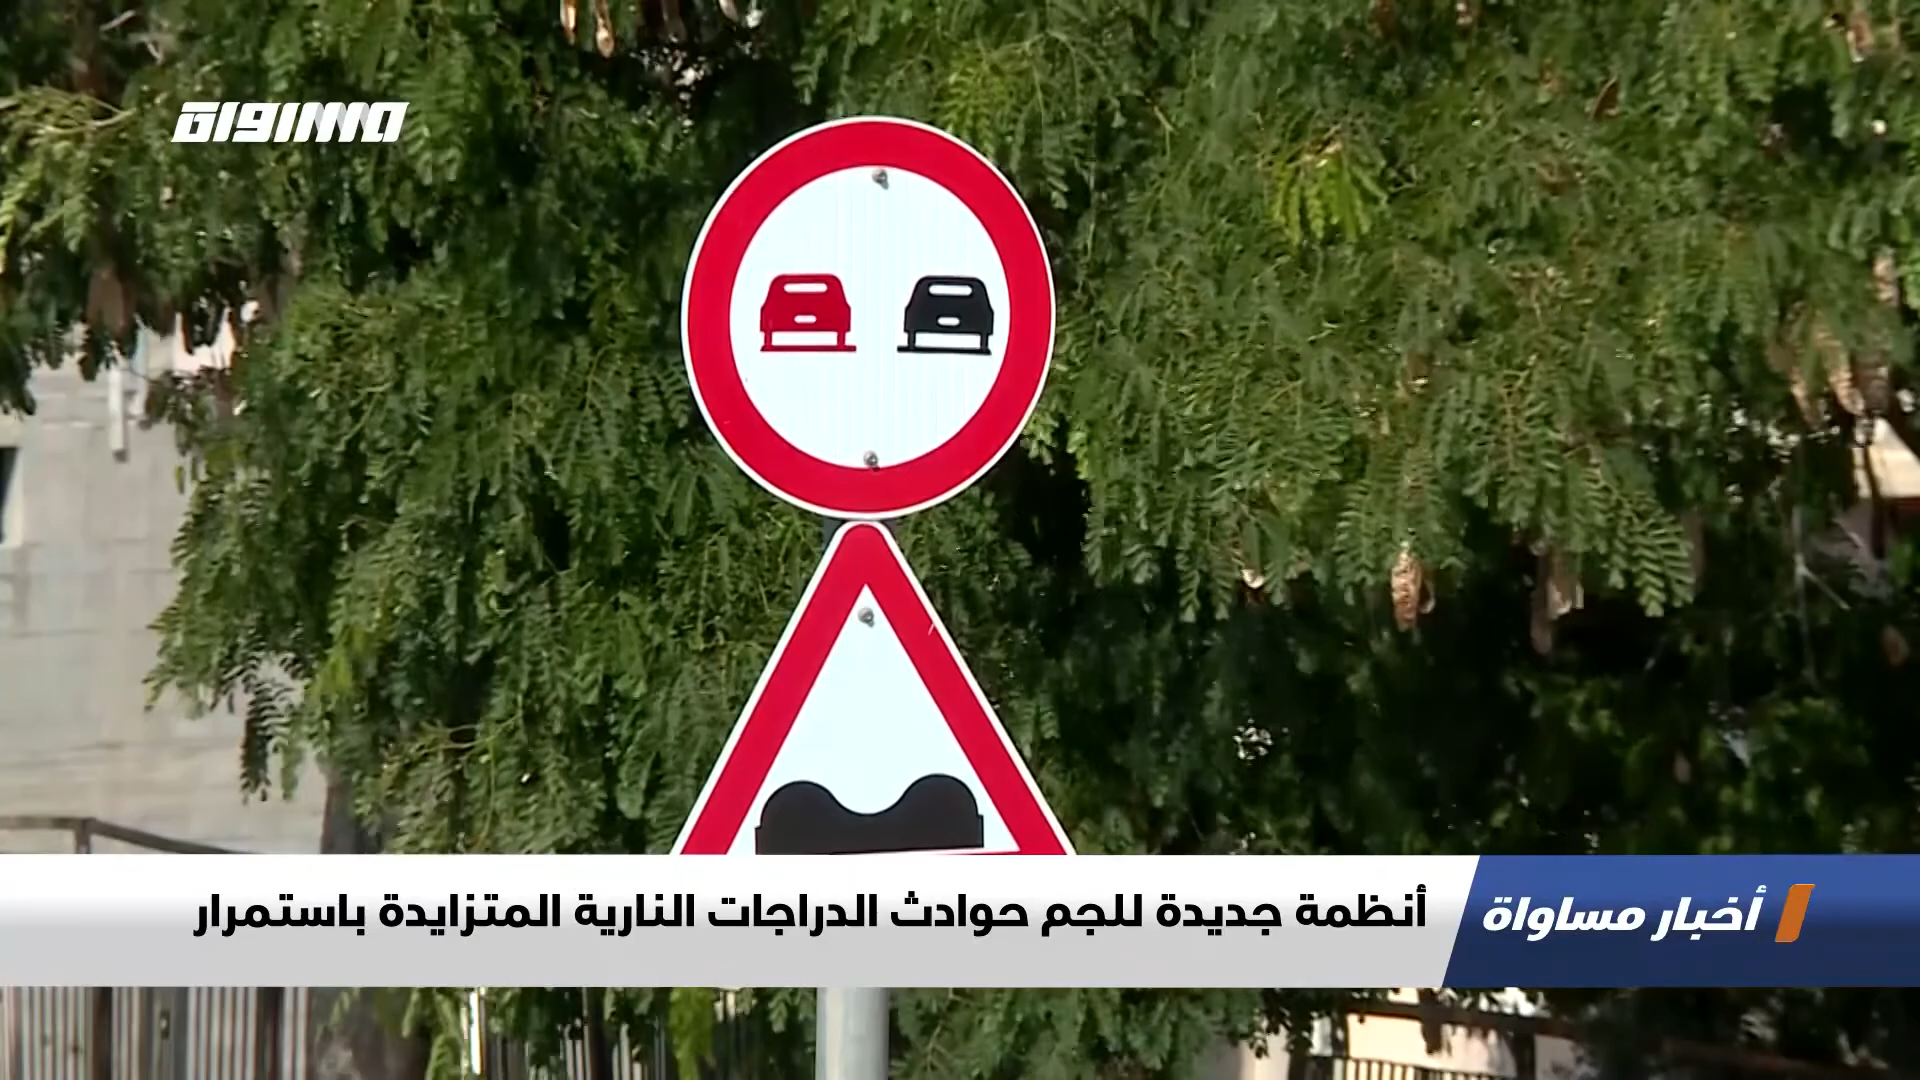 مساواة
أخبار مساواة
أنظمة جديدة للجم حوادث الدراجات النارية المتزايدة باستمرار